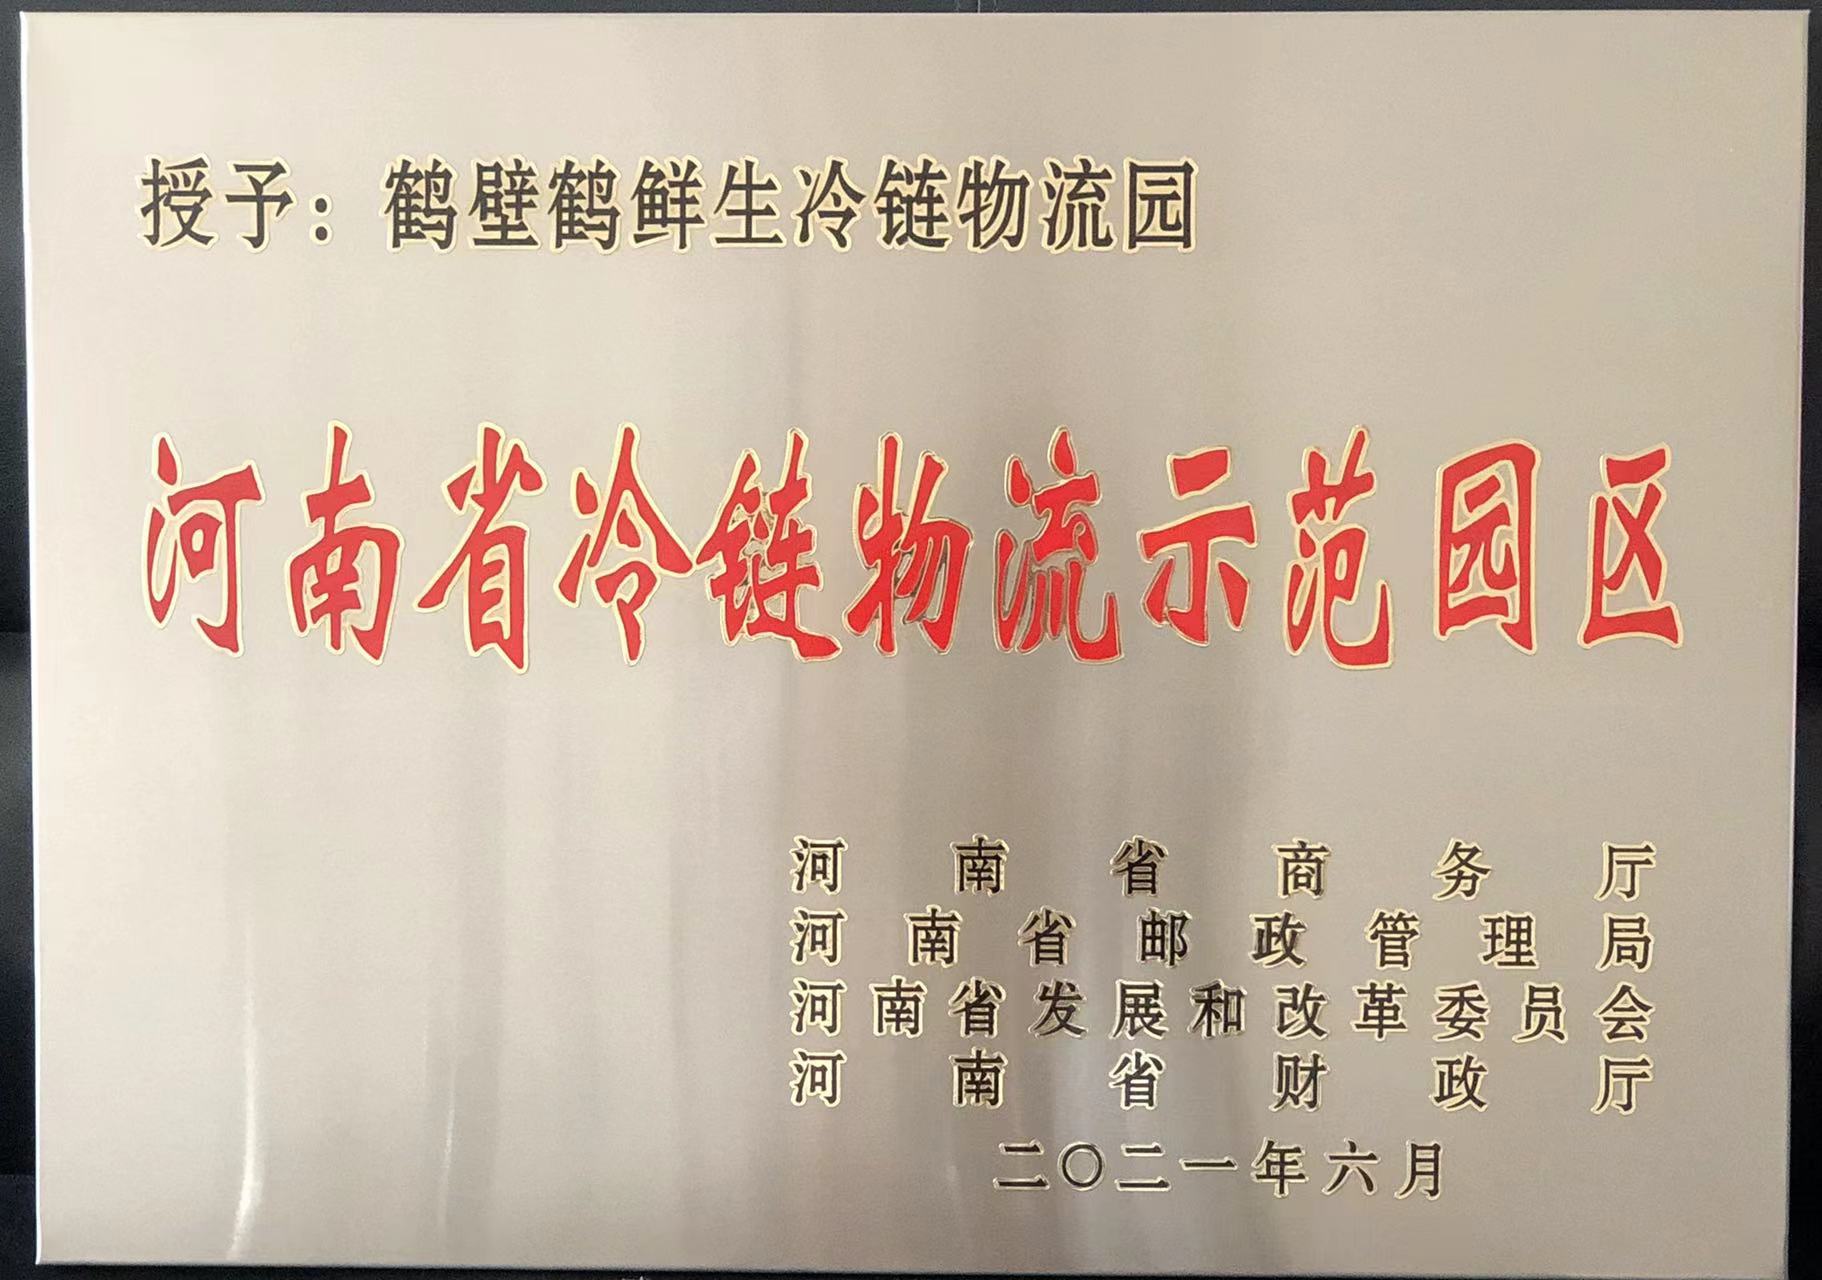 授予：鹤壁鹤鲜生冷链物流园
河南省冷链物流示范园区
河南省商务厅
河南省邮政管理局
河南省发展和改革委员会
河南省财政厅
二〇二一年六月